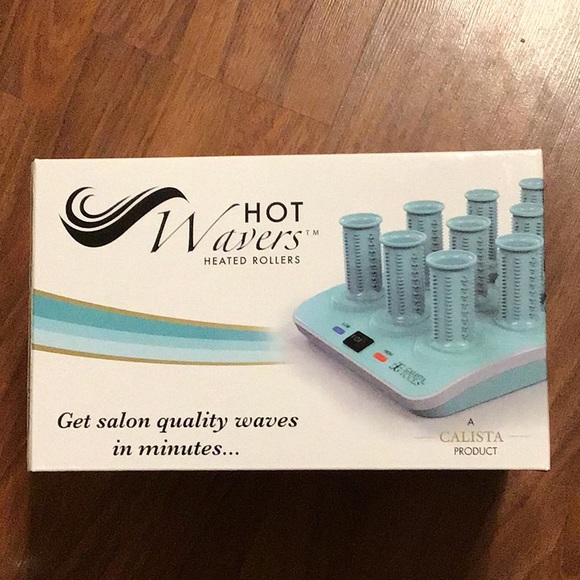 HOT
Wavers™
HEATED ROLLERS
Get salon quality waves
in minutes...
A
CALISTA
PRODUCT